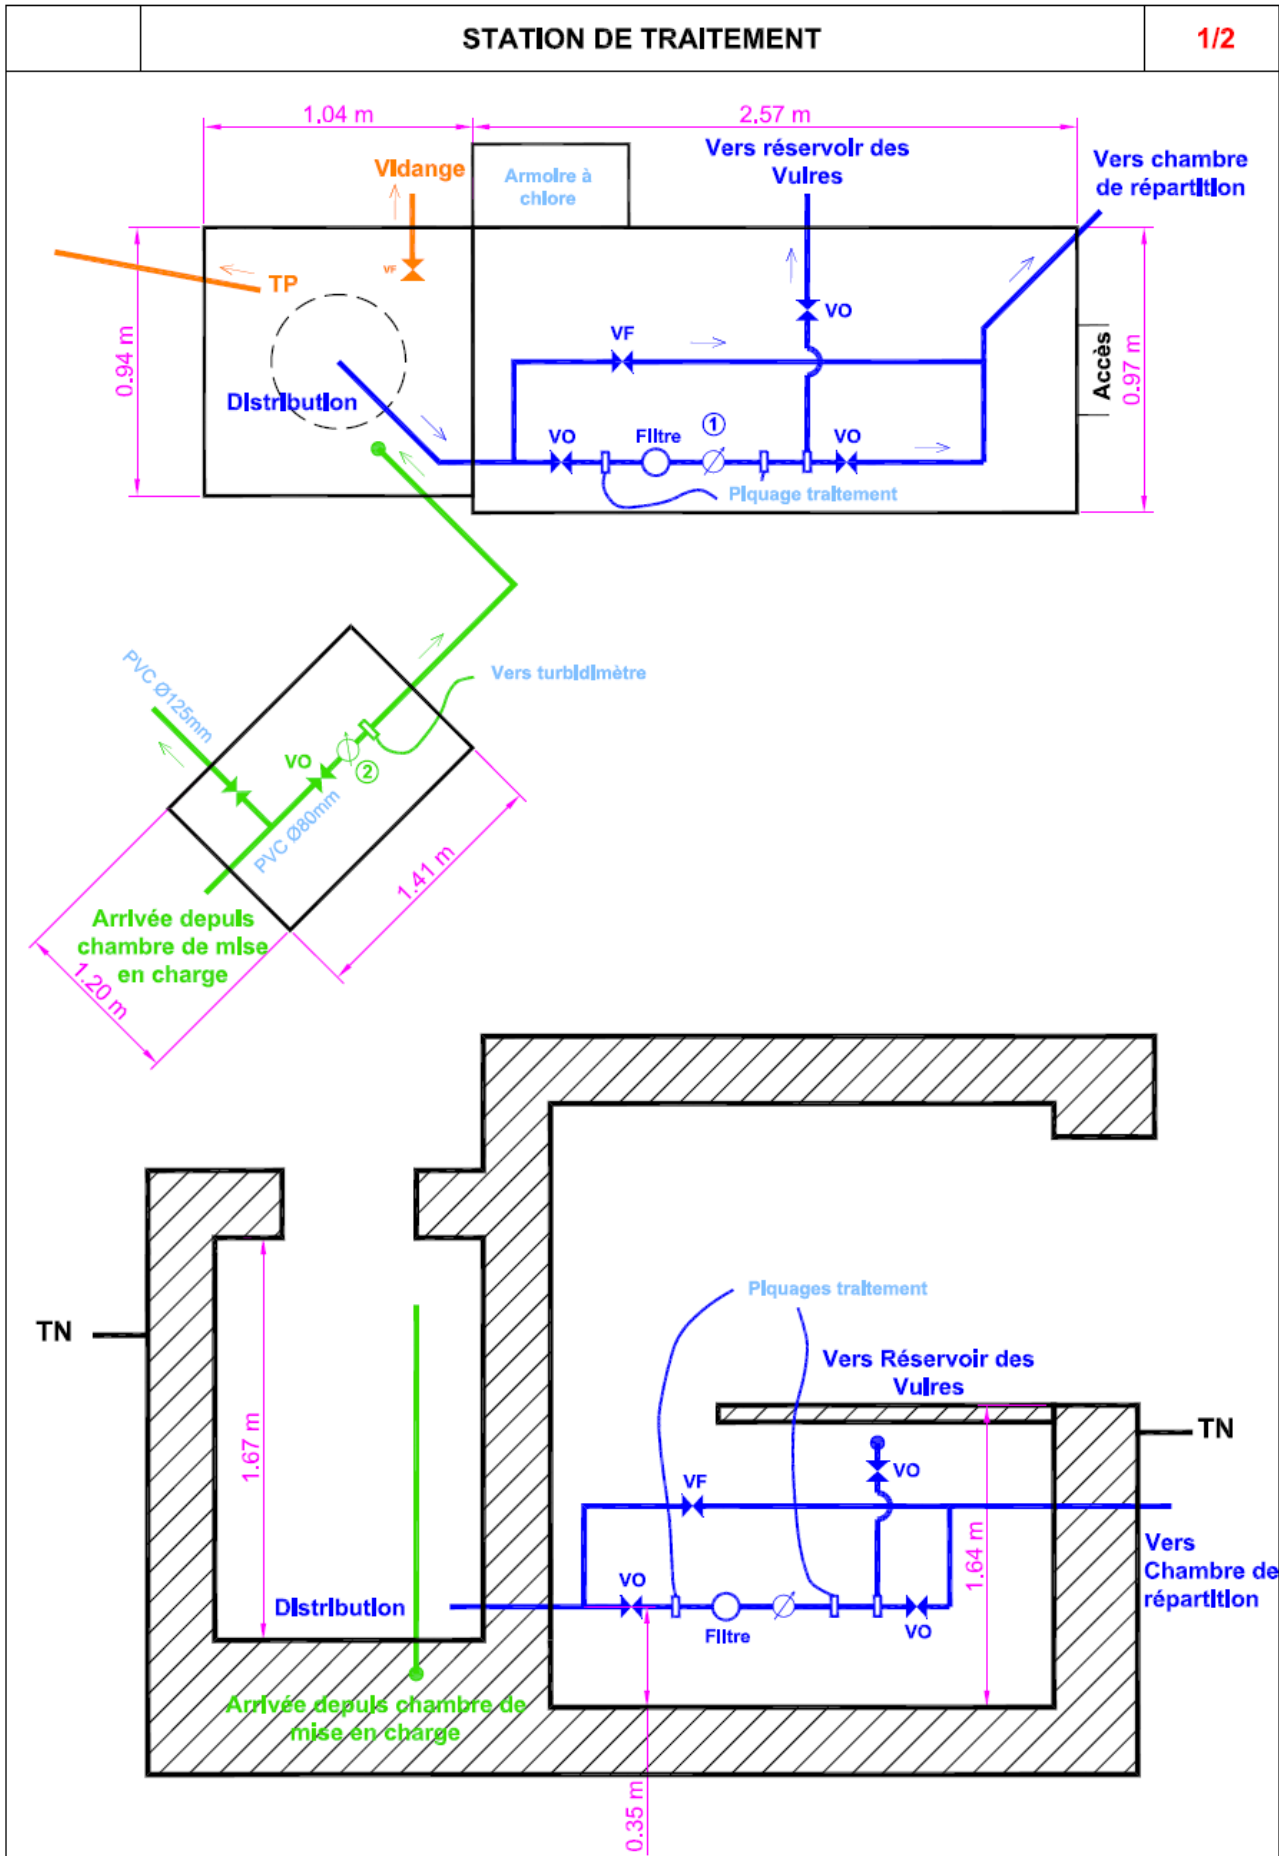 STATION DE TRAITEMENT
1/2
1,04 m
2,57 m
Vidange
Armoire à
chlore
Vers réservoir des
Vuires
Vers chambre
de répartition
VF
TP
VO
VF
0.94 m
Distribution
Accès
0.97 m
VO
Filtre
1
VO
Piquage traitement
PVC Ø125mm
Vers turbidimètre
VO
2
PVC Ø80mm
1.41 m
Arrivée depuis
chambre de mise
en charge
1.20 m
Piquages traitement
TN
Vers Réservoir des
Vuires
1.67 m
TN
VO
VF
1.64 m
Vers
Chambre de
répartition
VO
Distribution
Filtre
VO
Arrivée depuis chambre de
mise en charge
0.35 m